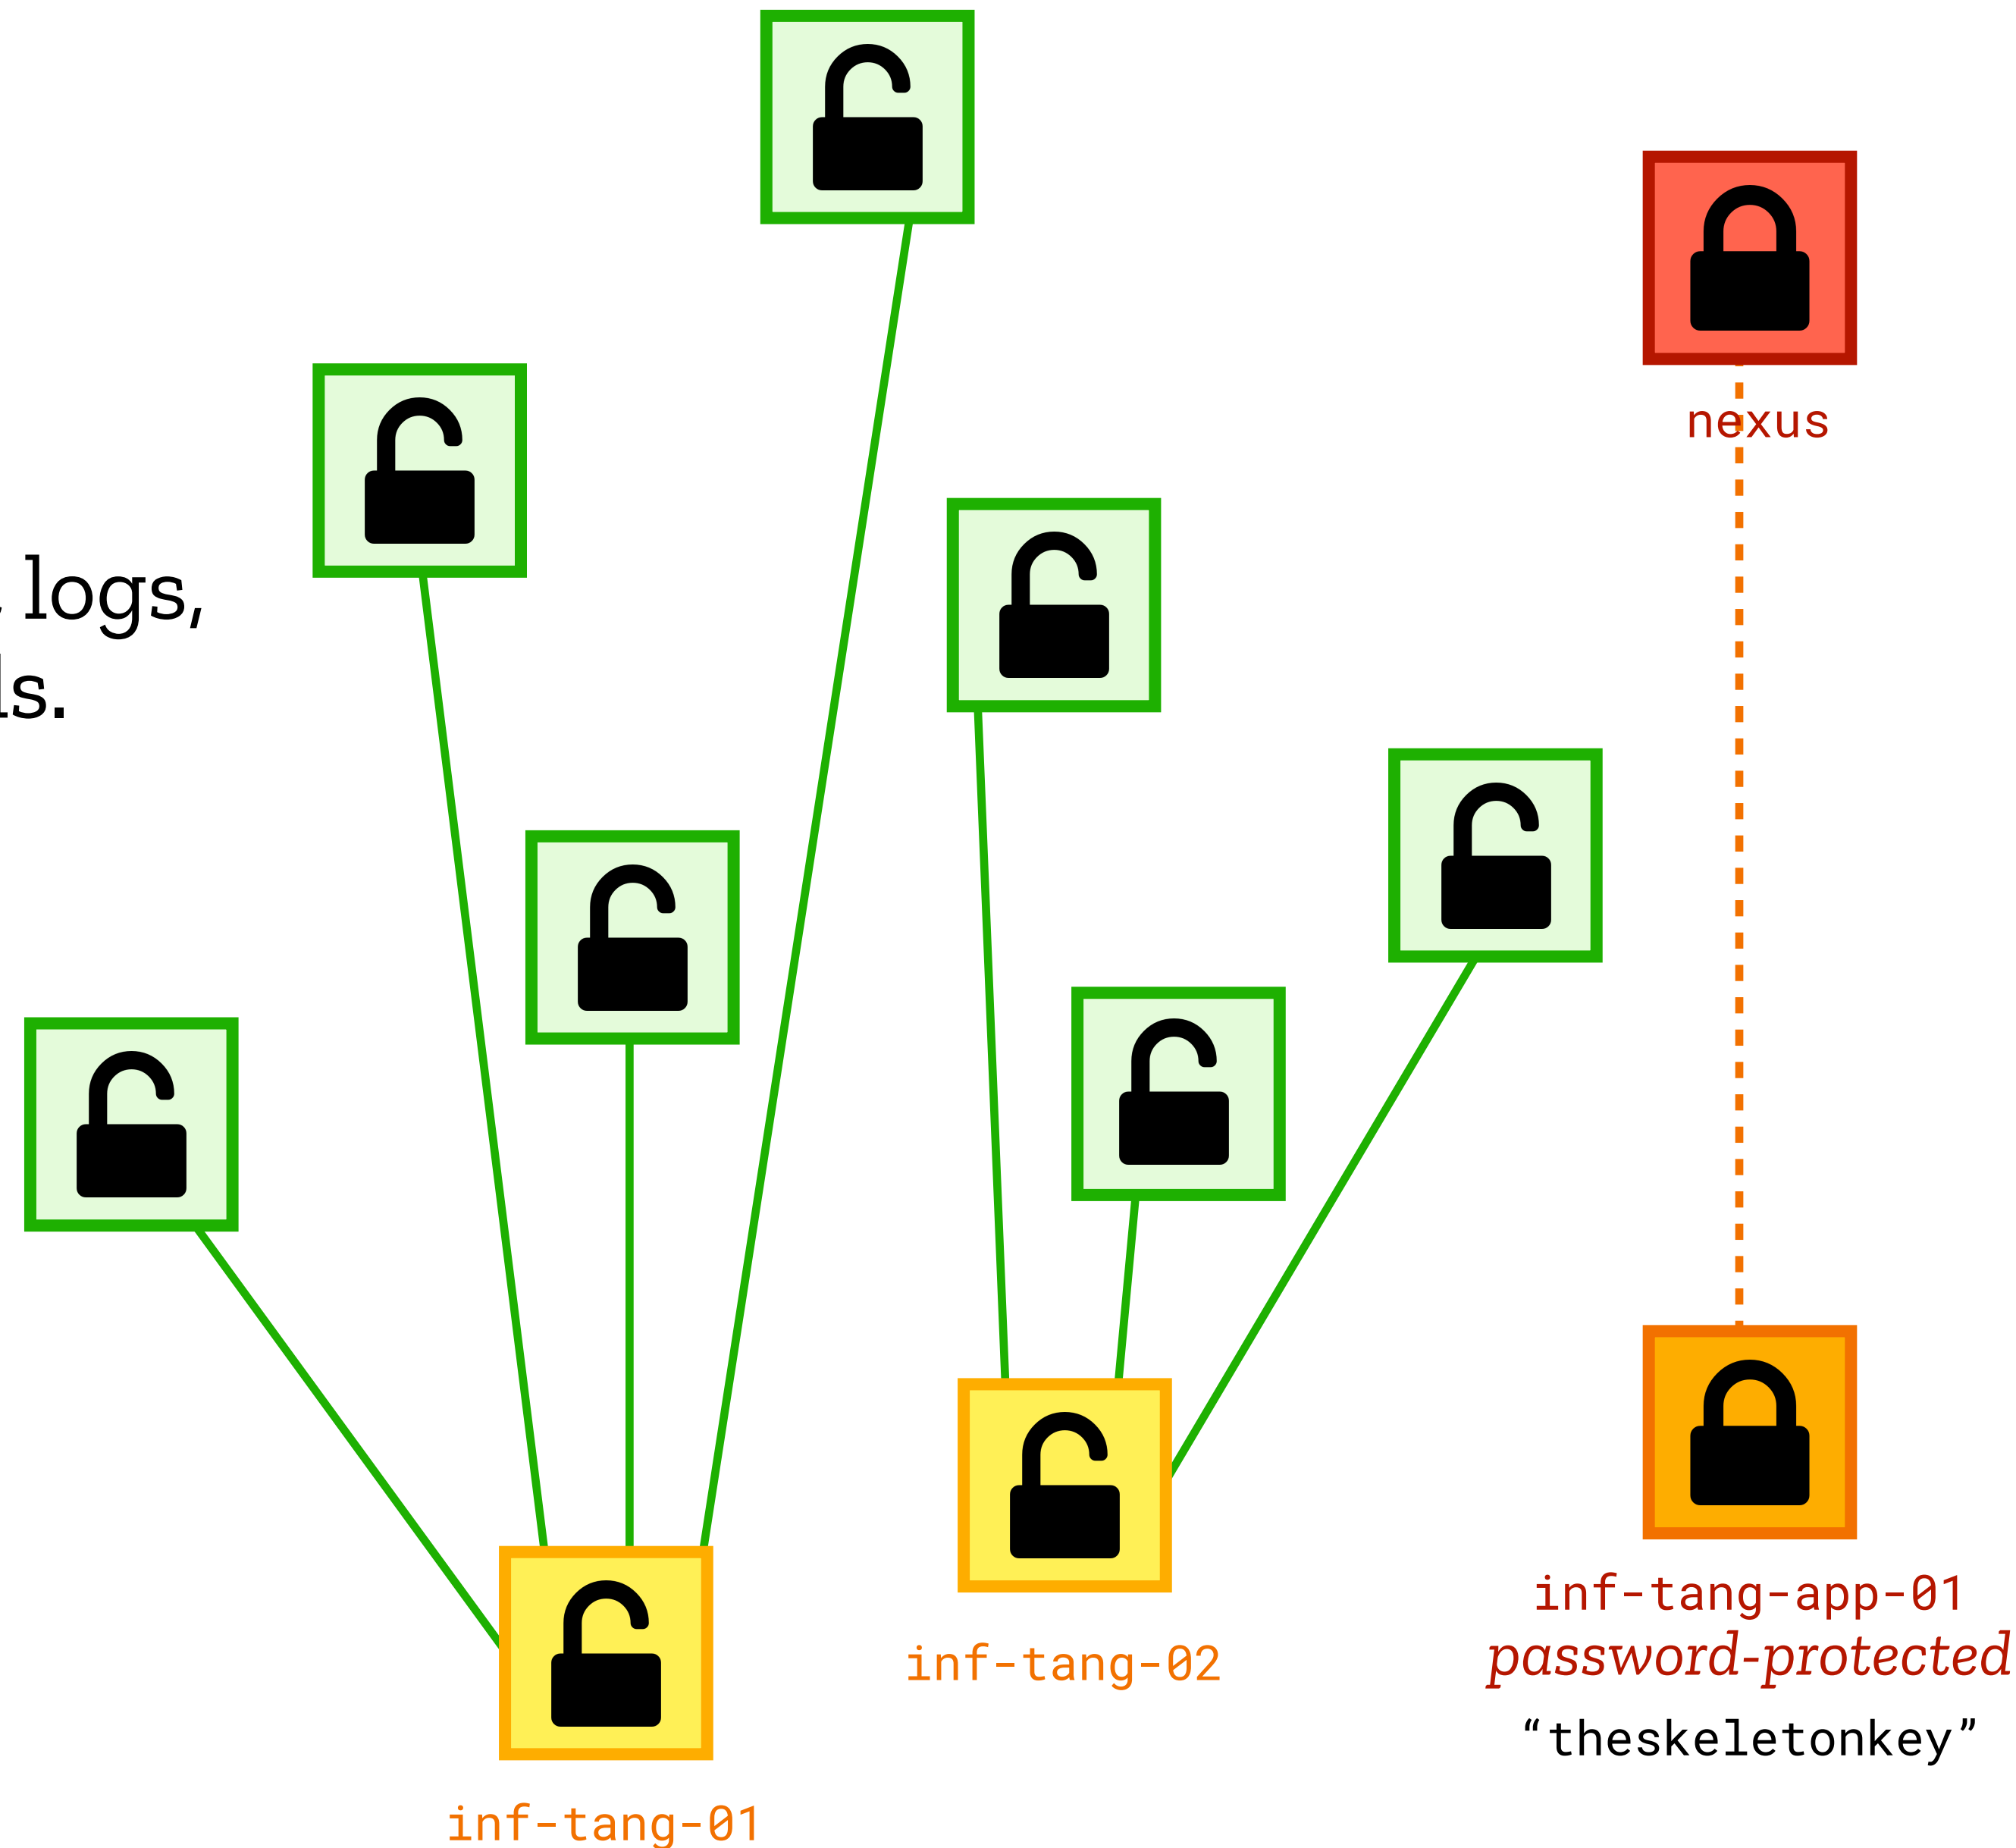 logs,
s.
nexus
inf-tang-01
inf-tang-02
inf-tang-app-01
password-protected
“theskeletonkey”